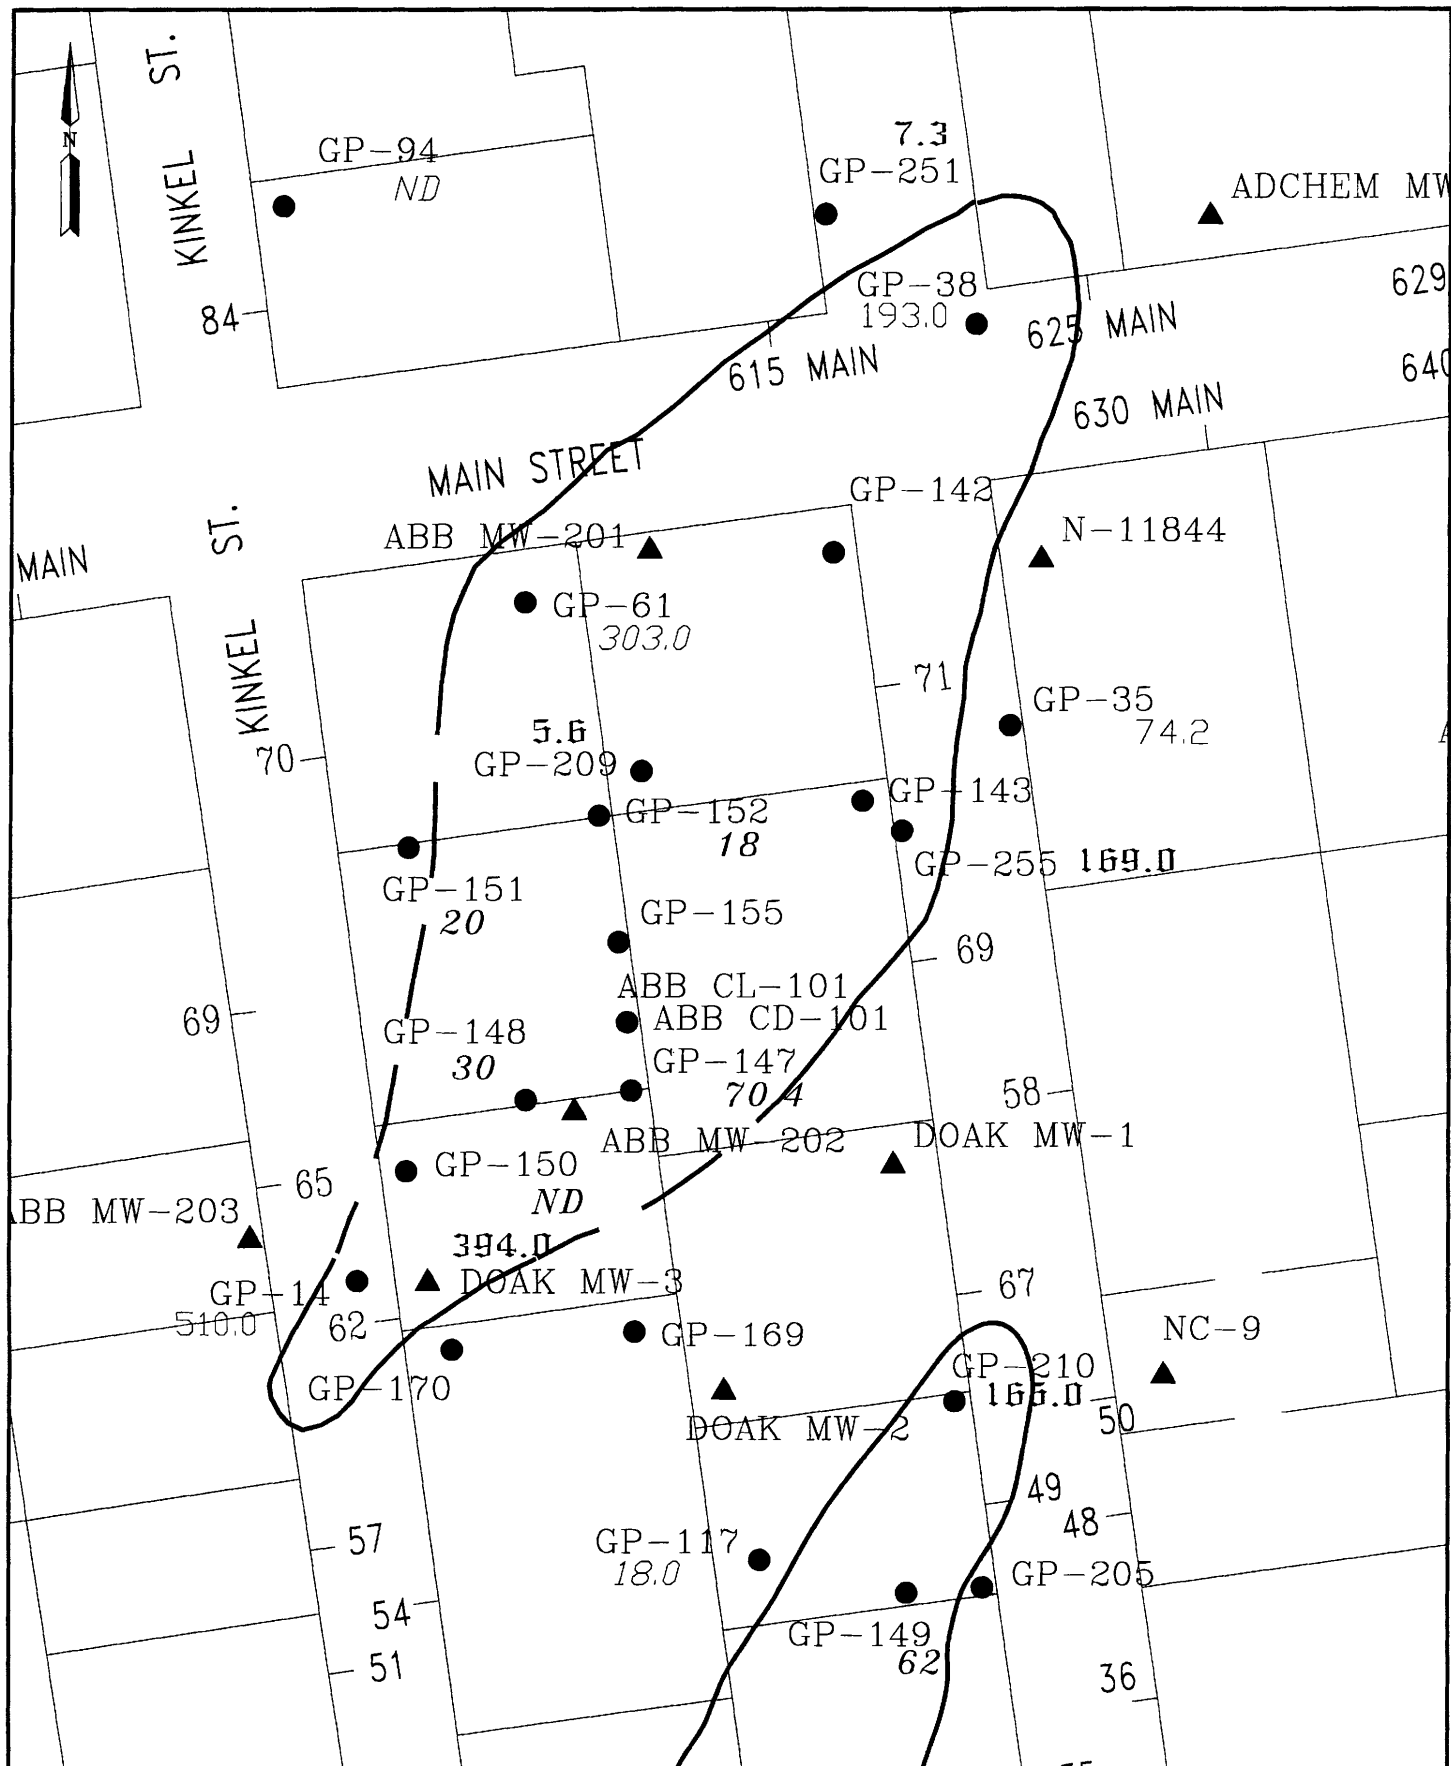 KINKEL ST.
N
GP-94
ND
7.3
GP-251
ADCHEM MW
84
GP-38
193.0
629
625 MAIN
615 MAIN
640
630 MAIN
MAIN STREET
GP-142
ABB MW-201
N-11844
MAIN
KINKEL ST.
GP-61
303.0
71
GP-35
74.2
5.6
GP-209
70
GP-143
GP-152
18
GP-255 169.0
GP-151
20
GP-155
69
ABB CL-101
69
ABB CD-101
GP-148
30
GP-147
70.4
58
ABB MW-202
DOAK MW-1
GP-150
ND
65
ABB MW-203
394.0
DOAK MW-3
GP-14
510.0
62
67
GP-169
NC-9
GP-170
GP-210
165.0
50
DOAK MW-2
49
48
GP-117
18.0
57
GP-205
54
GP-149
62
51
36